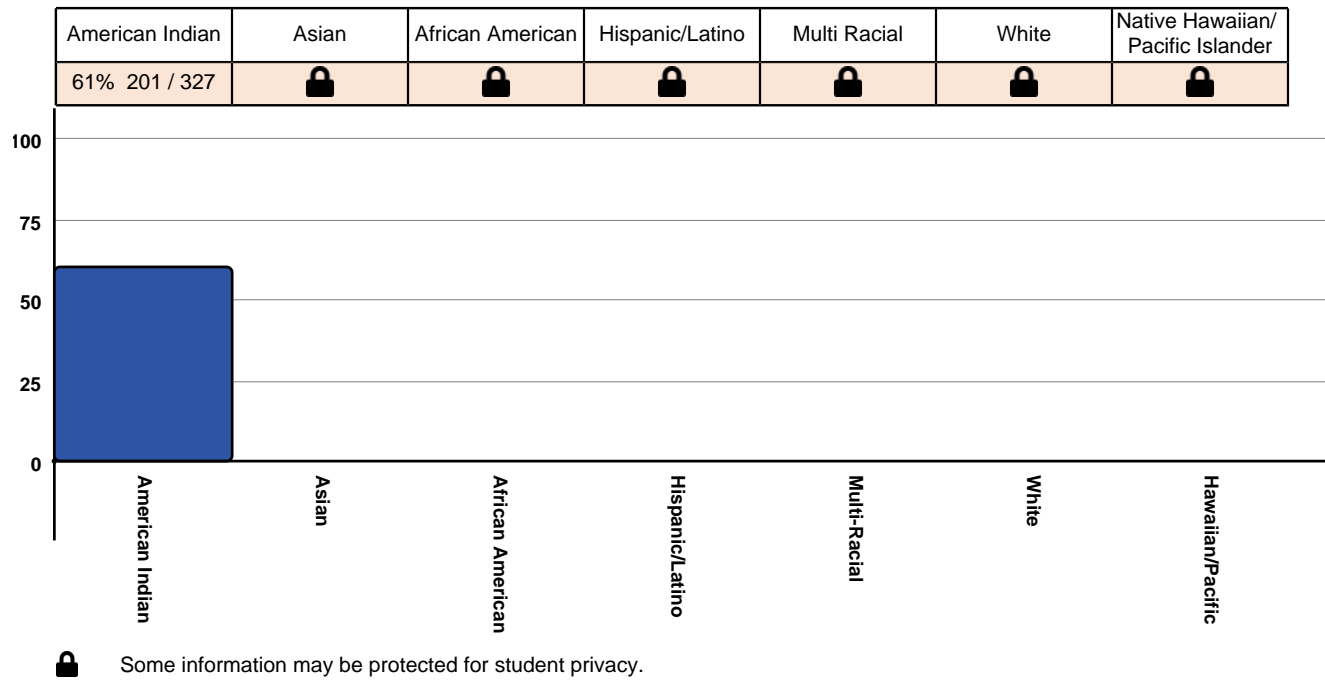 American Indian Asian African American Hispanic/Latino Multi Racial White Native Hawaiian/
Pacific Islander
61% 201 / 327
100
75
50
25
0
American Indian
Asian
African American
Hispanic/Latino
Multi-Racial
White
Hawaiian/Pacific
Some information may be protected for student privacy.